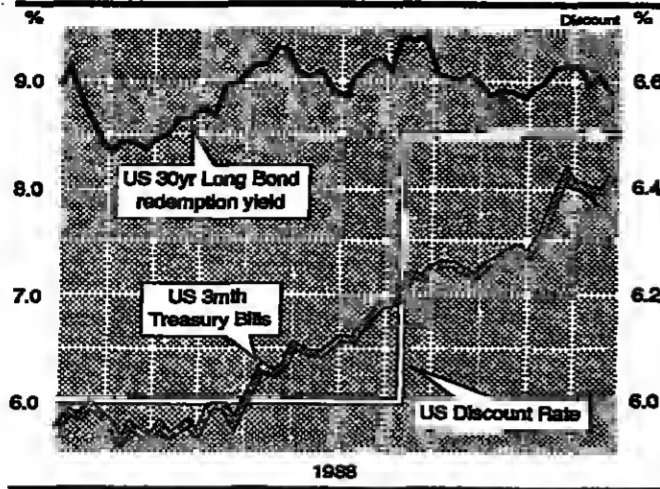 %
Discount %
9.0
6.6
US 30yr Long Bond
redemption yield
8.0
6.4
US 3mth
Treasury Bills
7.0
6.2
6.0
6.0
US Discount Rate
1988